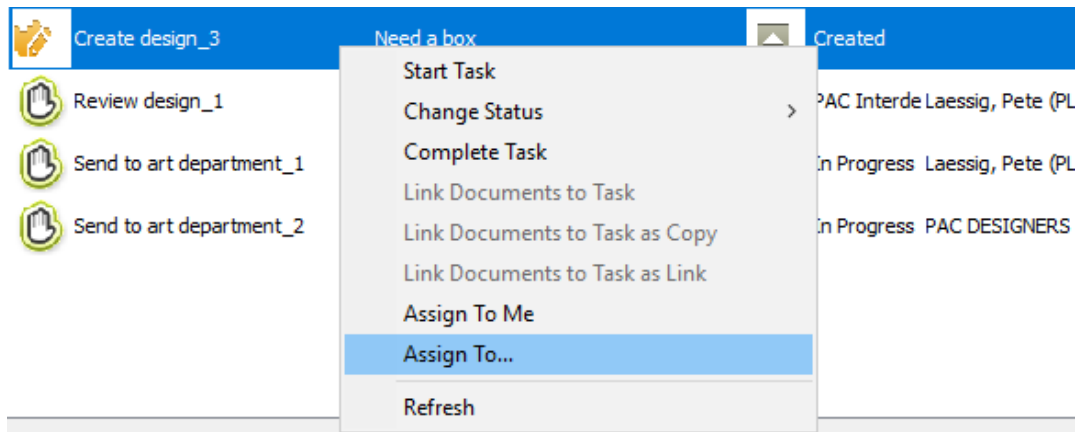 Create design_3 Need a box Created
Start Task
Review design_1 PAC Interde Laessig, Pete (PL
Change Status
Complete Task
Send to art department_1 In Progress Laessig, Pete (PL
Link Documents to Task
Send to art department_2 In Progress PAC DESIGNERS
Link Documents to Task as Copy
Link Documents to Task as Link
Assign To Me
Assign To...
Refresh